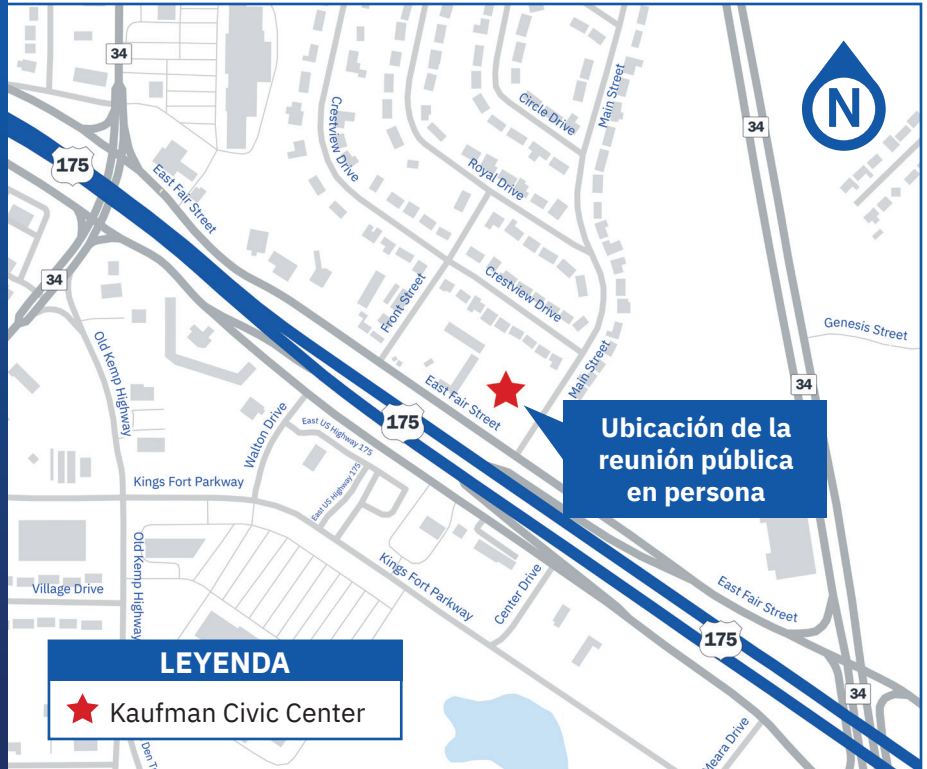 34
Main Street
Circle Drive
Crestview Drive
N
34
175
Royal Drive
East Fair Street
34
Crestview Drive
Front Street
Genesis Street
Old Kemp Highway
Main Street
34
East Fair Street
Walton Drive
East US Highway 175
175
Ubicación de la
reunión pública
en persona
Kings Fort Parkway
East US Highway 175
Old Kemp Highway
Kings Fort Parkway
Center Drive
Village Drive
East Fair Street
175
LEYENDA
34
Kaufman Civic Center
Meara Drive